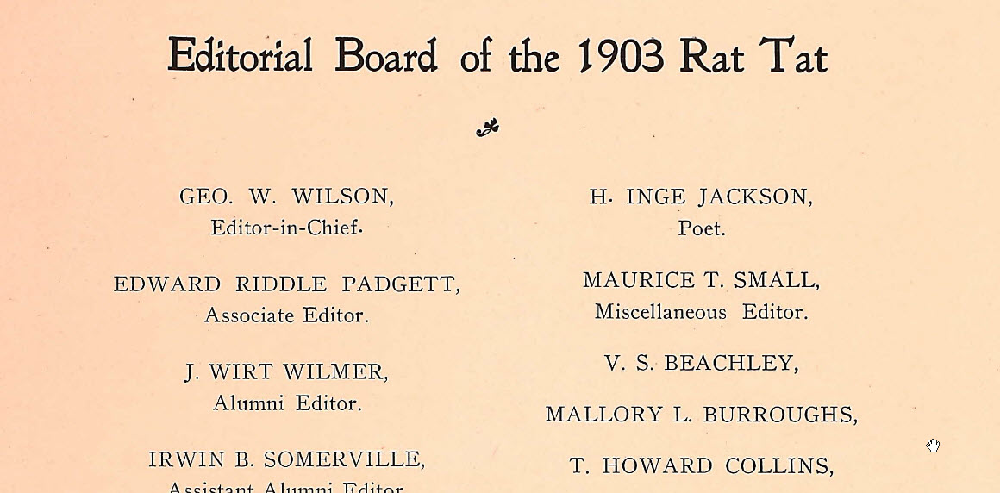 Editorial Board of the 1903 Rat Tat
GEO. W. WILSON,
Editor-in-Chief.
EDWARD RIDDLE PADGETT,
Associate Editor.
J. WIRT WILMER,
Alumni Editor.
IRWIN B. SOMERVILLE,
Assistant Alumni Editor
H. INGE JACKSON,
Poet.
MAURICE T. SMALL,
Miscellaneous Editor.
V. S. BEACHLEY,
MALLORY L. BURROUGHS,
T. HOWARD COLLINS,